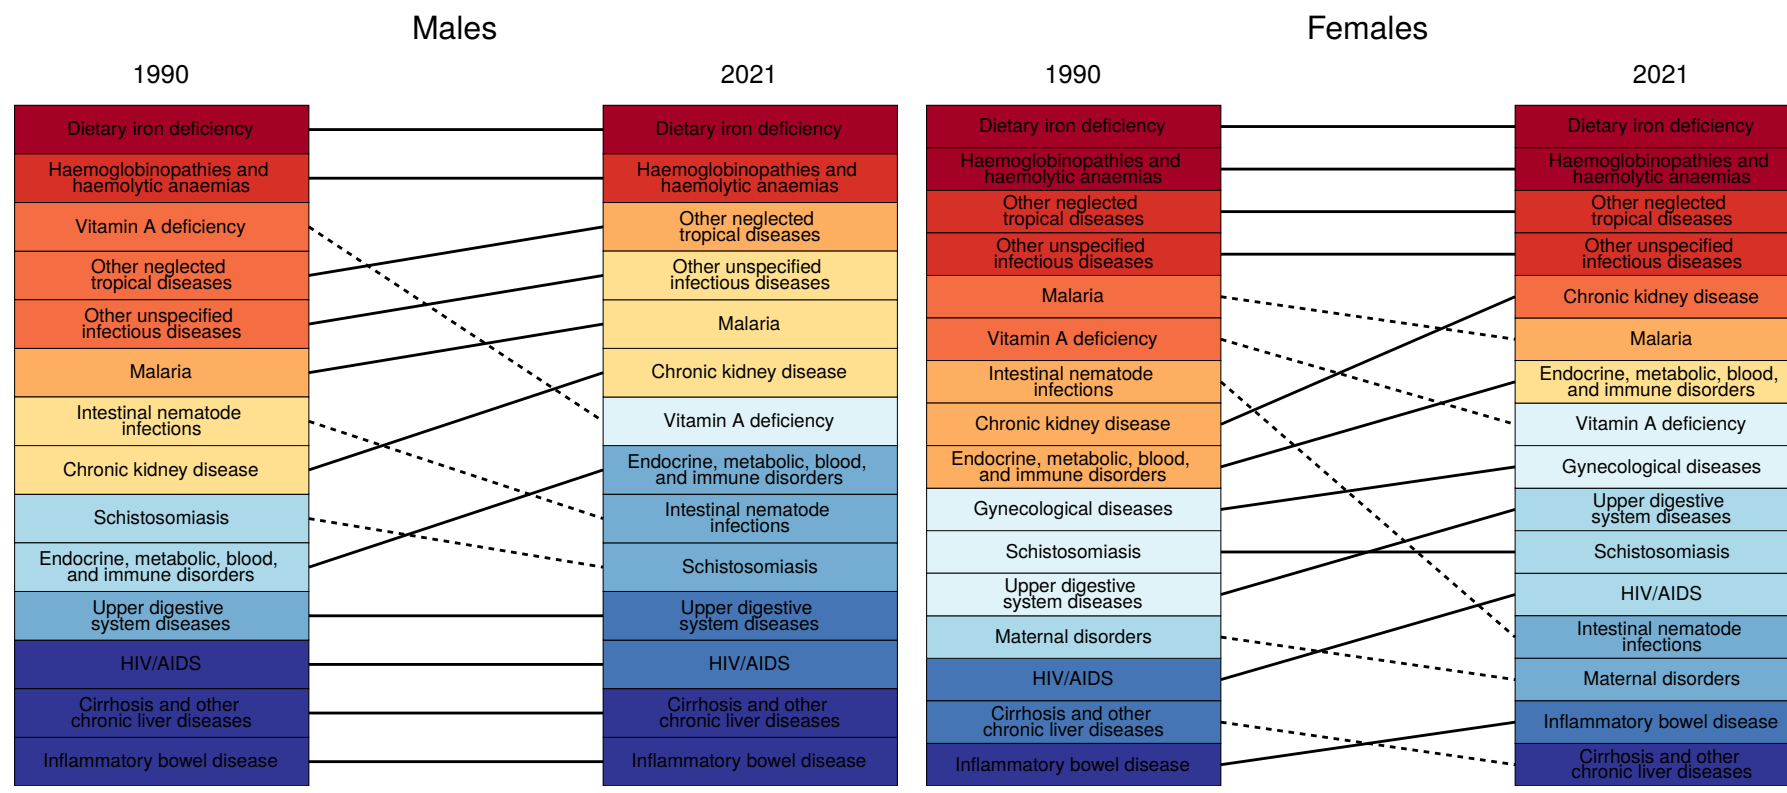 Males
1990
2021
Dietary iron deficiency
Haemoglobinopathies and
haemolytic anaemias
Vitamin A deficiency
Other neglected
tropical diseases
Other unspecified
infectious diseases
Malaria
Intestinal nematode
infections
Chronic kidney disease
Schistosomiasis
Endocrine, metabolic, blood,
and immune disorders
Upper digestive
system diseases
HIV/AIDS
Cirrhosis and other
chronic liver diseases
Inflammatory bowel disease
Dietary iron deficiency
Haemoglobinopathies and
haemolytic anaemias
Other neglected
tropical diseases
Other unspecified
infectious diseases
Malaria
Chronic kidney disease
Vitamin A deficiency
Endocrine, metabolic, blood,
and immune disorders
Intestinal nematode
infections
Schistosomiasis
Upper digestive
system diseases
HIV/AIDS
Cirrhosis and other
chronic liver diseases
Inflammatory bowel disease
Females
1990
2021
Dietary iron deficiency
Haemoglobinopathies and
haemolytic anaemias
Other neglected
tropical diseases
Other unspecified
infectious diseases
Malaria
Vitamin A deficiency
Intestinal nematode
infections
Chronic kidney disease
Endocrine, metabolic, blood,
and immune disorders
Gynecological diseases
Schistosomiasis
Upper digestive
system diseases
Maternal disorders
HIV/AIDS
Cirrhosis and other
chronic liver diseases
Inflammatory bowel disease
Dietary iron deficiency
Haemoglobinopathies and
haemolytic anaemias
Other neglected
tropical diseases
Other unspecified
infectious diseases
Chronic kidney disease
Malaria
Endocrine, metabolic, blood,
and immune disorders
Vitamin A deficiency
Gynecological diseases
Upper digestive
system diseases
Schistosomiasis
HIV/AIDS
Intestinal nematode
infections
Maternal disorders
Inflammatory bowel disease
Cirrhosis and other
chronic liver diseases